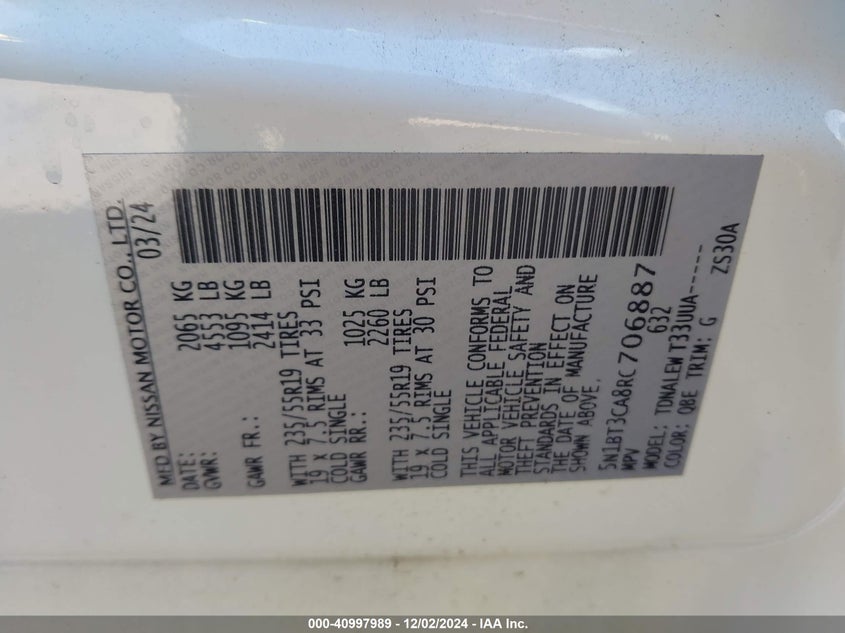 MFD BY NISSAN MOTOR CO., LTD.
DATE: 03/24
GVWR: 2065 KG
4553 LB
GAWR FR.: 1095 KG
2414 LB
WITH 235/55R19 TIRES
19 x 7.5 RIMS AT 33 PSI
COLD SINGLE
GAWR RR.: 1025 KG
2260 LB
WITH 235/55R19 TIRES
19 x 7.5 RIMS AT 30 PSI
COLD SINGLE
THIS VEHICLE CONFORMS TO
ALL APPLICABLE FEDERAL
MOTOR VEHICLE SAFETY AND
THEFT PREVENTION
STANDARDS IN EFFECT ON
THE DATE OF MANUFACTURE
SHOWN ABOVE.
5N1BT3CA8RC706887
MPV 632
MODEL: TDNALEW T33UUA-----
COLOR: QBE TRIM: G ZS30A
000-40997989 - 12/02/2024 - IAA Inc.